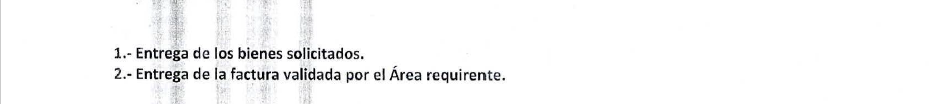 1.- Entrega de los bienes solicitados.
2.- Entrega de la factura validada por el Área requirente.